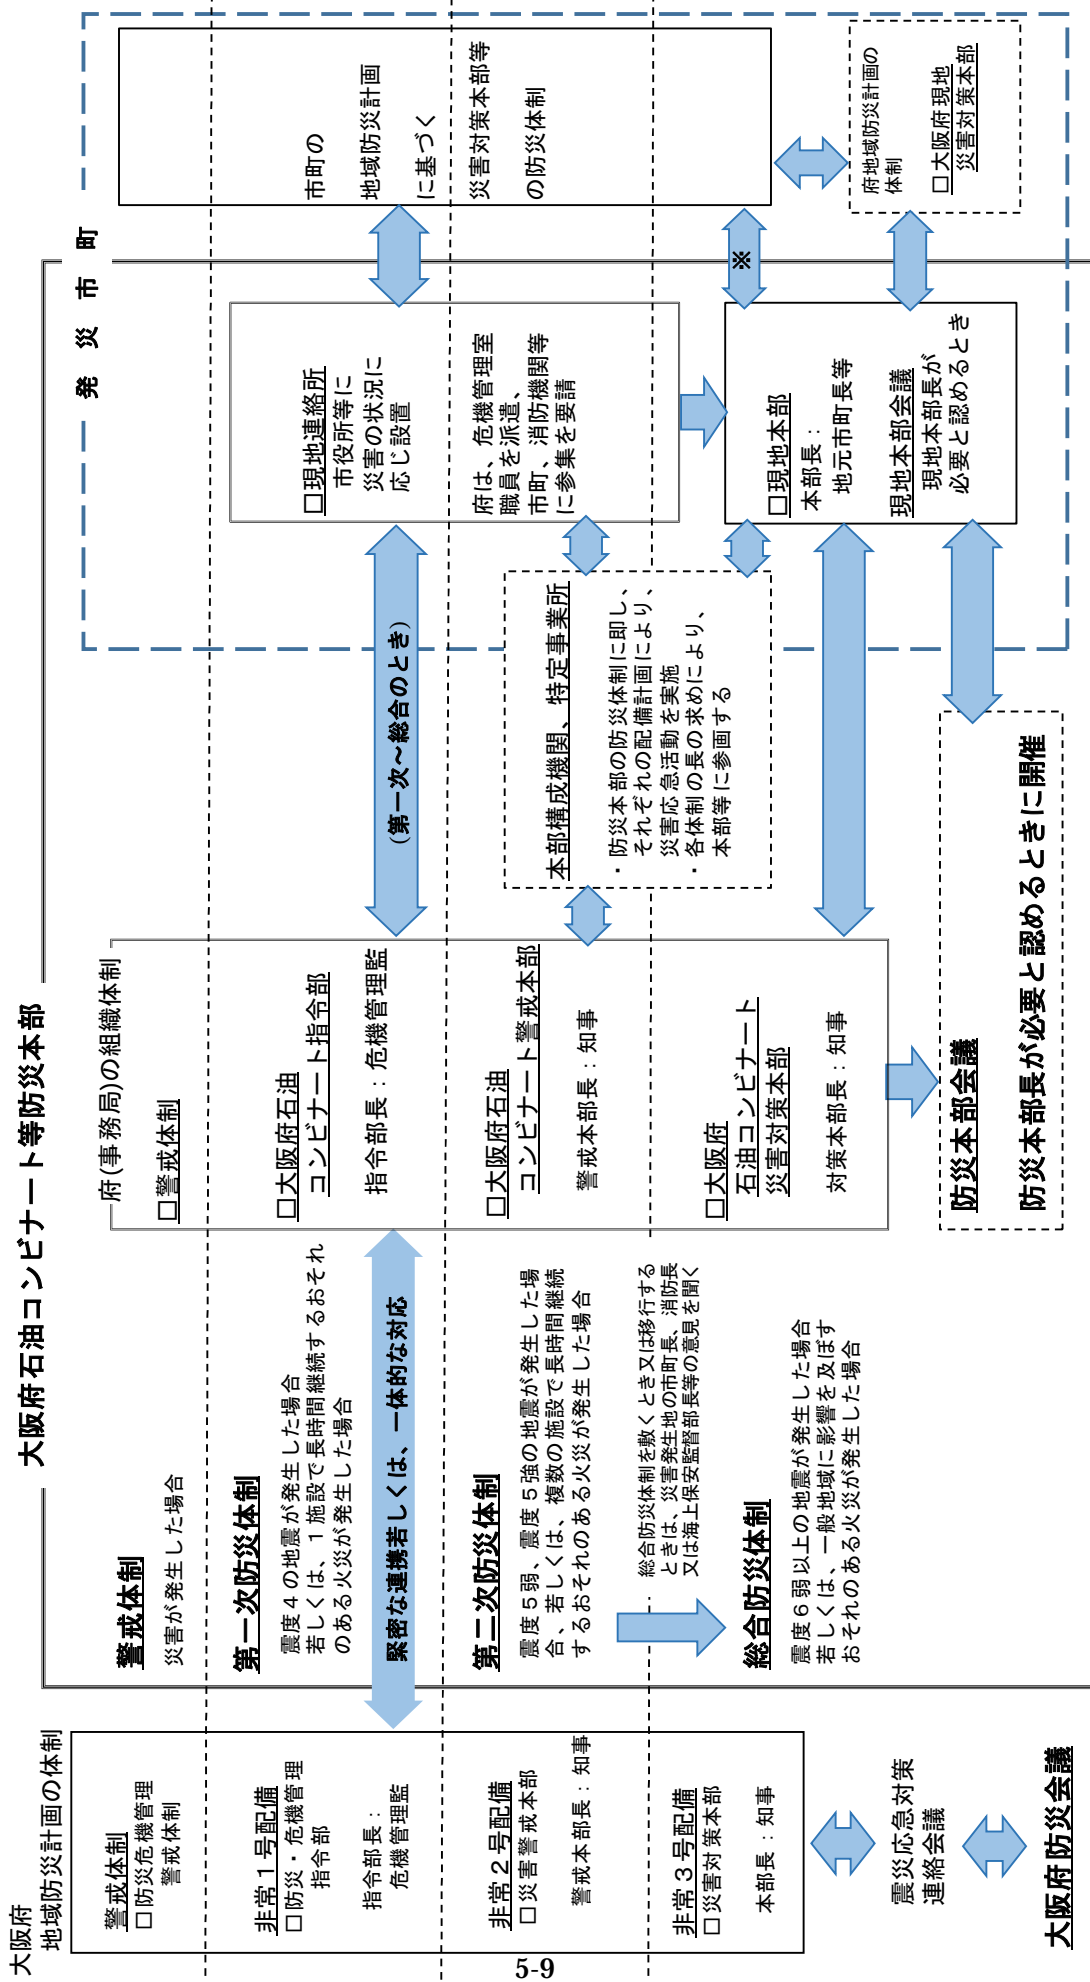 大阪府
地域防災計画の体制
警戒体制
□防災危機管理
警戒体制
非常１号配備
□防災・危機管理
指令部
指令部長：
危機管理監
非常２号配備
□災害警戒本部
警戒本部長：知事
非常３号配備
□災害対策本部
本部長：知事
震災応急対策
連絡会議
大阪府防災会議
大阪府石油コンビナート等防災本部
警戒体制
災害が発生した場合
第一次防災体制
震度４の地震が発生した場合
若しくは、１施設で長時間継続するおそれ
のある火災が発生した場合
緊密な連携若しくは、一体的な対応
第二次防災体制
震度５弱、震度５強の地震が発生した場
合、若しくは、複数の施設で長時間継続
するおそれのある火災が発生した場合
総合防災体制を敷くとき又は移行する
ときは、災害発生地の市町長、消防長
又は海上保安監督部長等の意見を聞く
総合防災体制
震度６弱以上の地震が発生した場合
若しくは、一般地域に影響を及ぼす
おそれのある火災が発生した場合
府(事務局)の組織体制
□警戒体制
□大阪府石油
コンビナート指令部
指令部長：危機管理監
□大阪府石油
コンビナート警戒本部
警戒本部長：知事
□大阪府
石油コンビナート
災害対策本部
対策本部長：知事
防災本部会議
防災本部長が必要と認めるときに開催
(第一次～総合のとき)
本部構成機関、特定事業所
・防災本部の防災体制に即し、
それぞれの配備計画により、
災害応急活動を実施
・各体制の長の求めにより、
本部等に参画する
発災市町
□現地連絡所
市役所等に
災害の状況に
応じ設置
府は、危機管理室
職員を派遣、
市町、消防機関等
に参集を要請
□現地本部
本部長：
地元市町長等
現地本部会議
現地本部長が
必要と認めるとき
※
市町の
地域防災計画
に基づく
災害対策本部等
の防災体制
府地域防災計画の
体制
□大阪府現地
災害対策本部
5-9